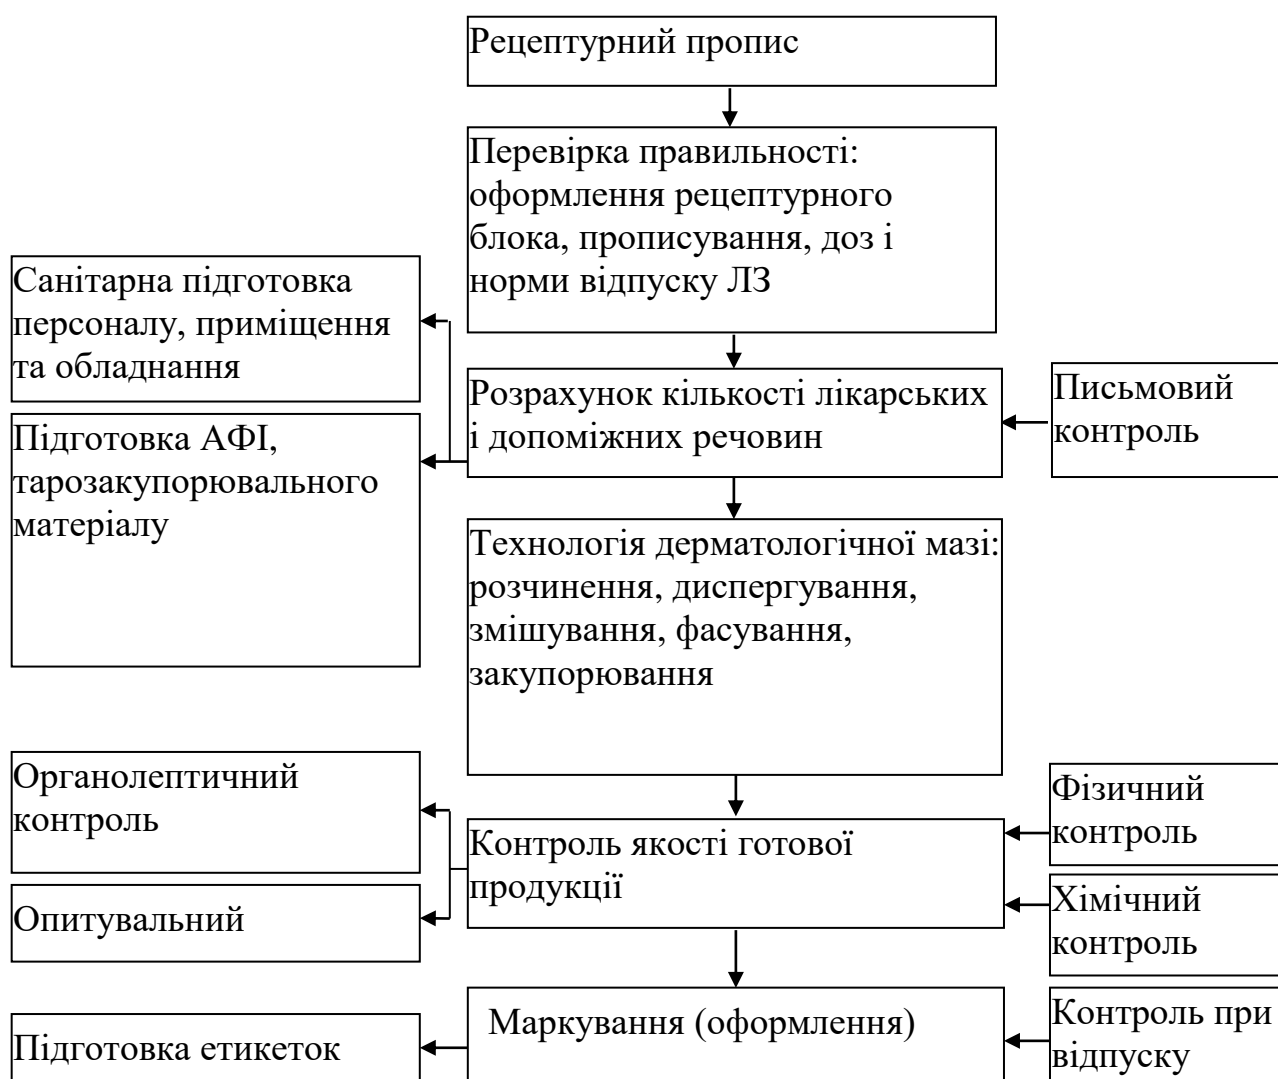 Рецептурний пропис
Перевірка правильності:
оформлення рецептурного
блока, прописування, доз і
норми відпуску ЛЗ
Санітарна підготовка
персоналу, приміщення
та обладнання
Розрахунок кількості лікарських
і допоміжних речовин
Письмовий
контроль
Підготовка АФІ,
тарозакупорювального
матеріалу
Технологія дерматологічної мазі:
розчинення, диспергування,
змішування, фасування,
закупорювання
Органолептичний
контроль
Опитувальний
Контроль якості готової
продукції
Фізичний
контроль
Хімічний
контроль
Підготовка етикеток
Маркування (оформлення)
Контроль при
відпуску